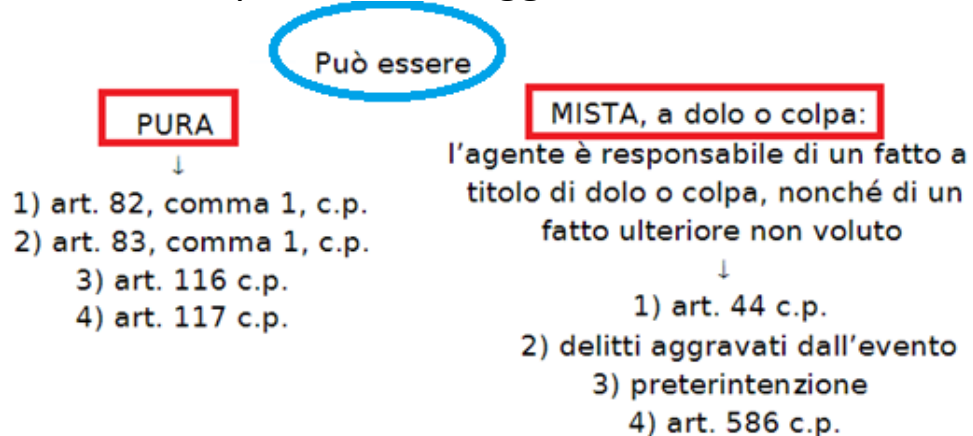 Può essere
PURA
↓
1) art. 82, comma 1, c.p.
2) art. 83, comma 1, c.p.
3) art. 116 c.p.
4) art. 117 c.p.
MISTA, a dolo o colpa:
l'agente è responsabile di un fatto a
titolo di dolo o colpa, nonché di un
fatto ulteriore non voluto
↓
1) art. 44 c.p.
2) delitti aggravati dall'evento
3) preterintenzione
4) art. 586 c.p.